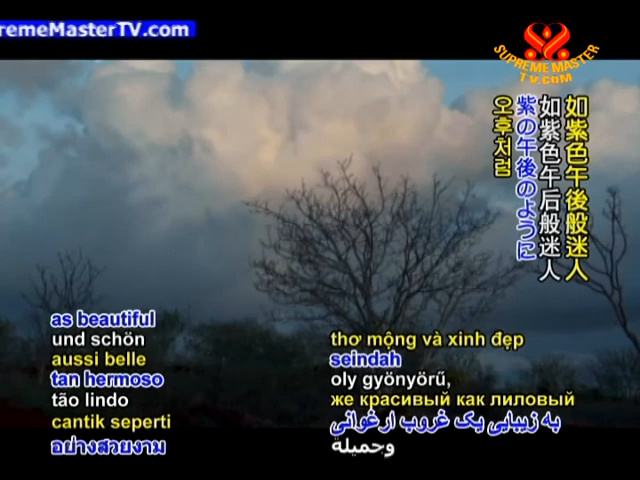 remeMasterTV.com
SUPREME MASTER
TV.COM
如紫色午後般迷人
如紫色午后般迷人
紫の午後のように
오후처럼
as beautiful
und schön
aussi belle
tan hermoso
tão lindo
cantik seperti
อย่างสวยงาม
thơ mộng và xinh đẹp
seindah
oly gyönyörű,
же красивый как лиловый
به زیبایی یک غروب ارغوانی
وجميلة